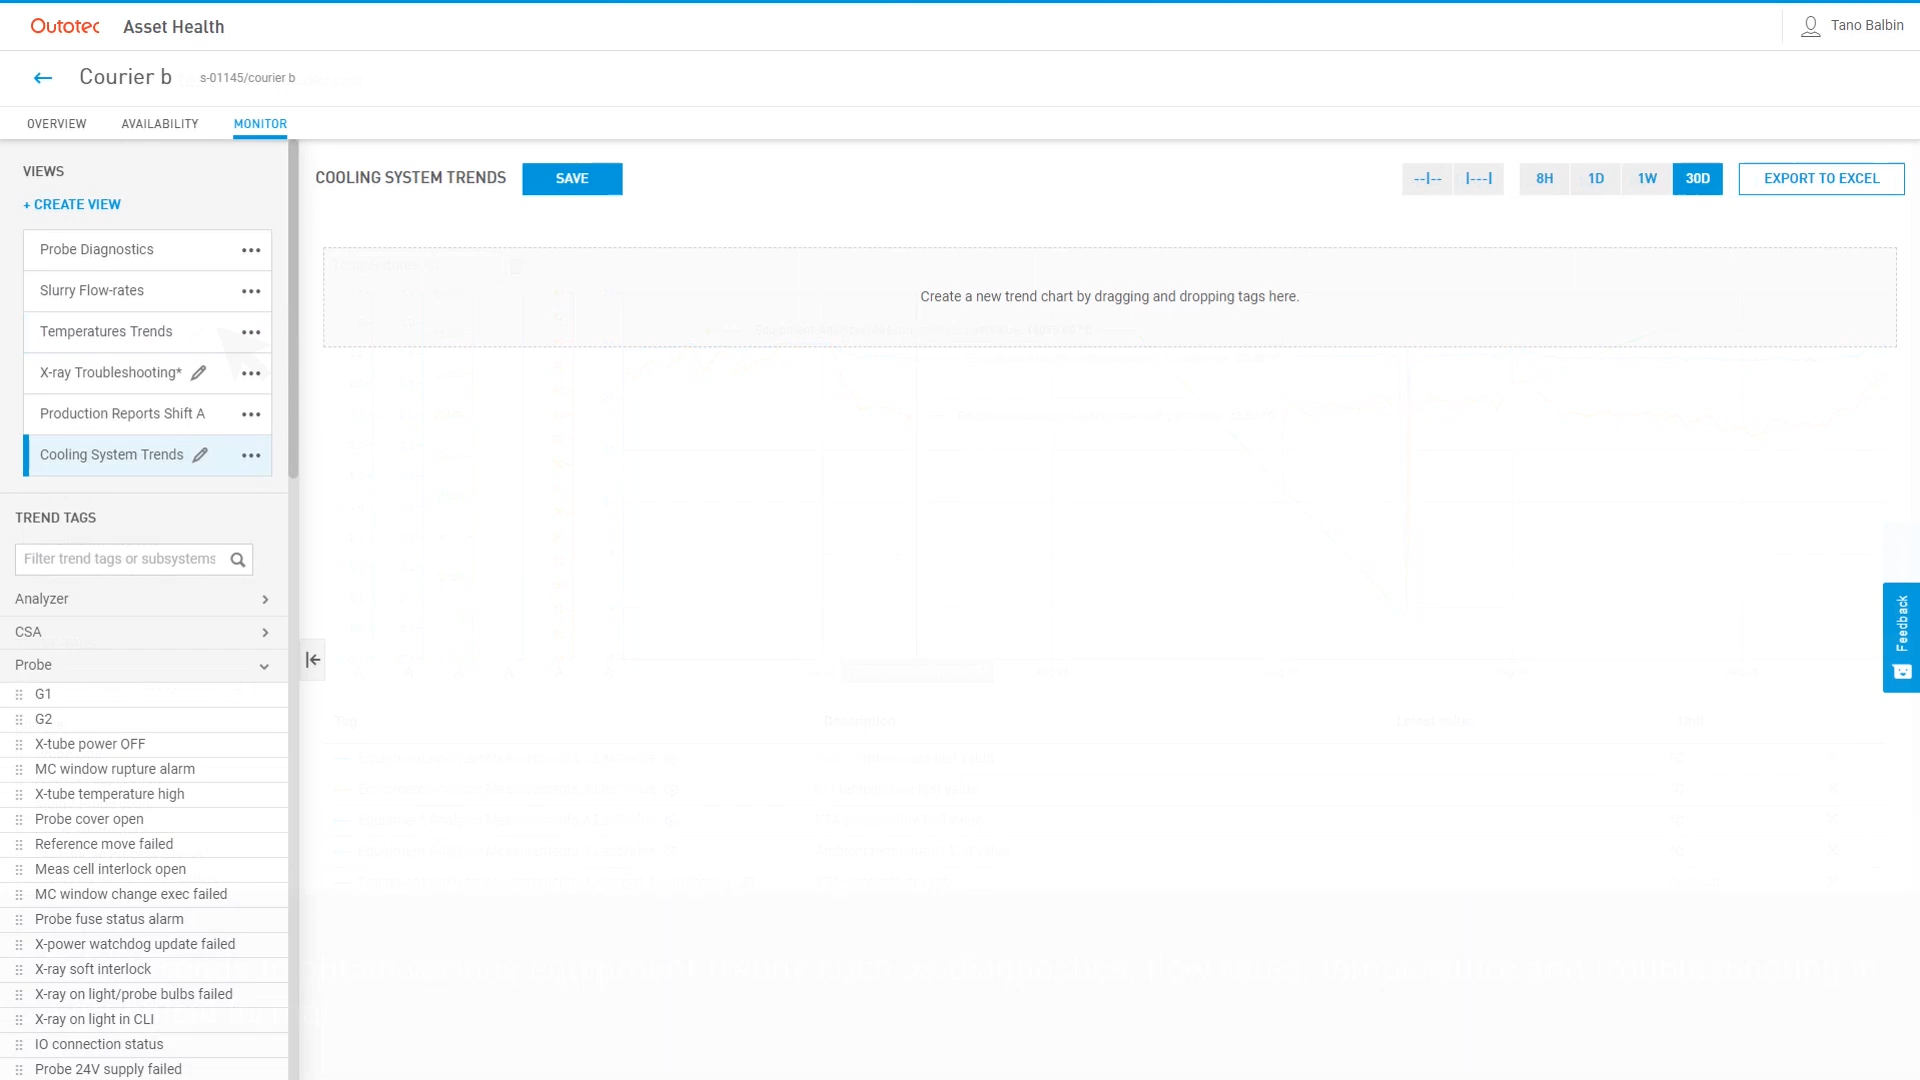 Outotec Asset Health
Tano Balbin
Courier b s-01145/courier b
OVERVIEW AVAILABILITY MONITOR
VIEWS
+ CREATE VIEW
Probe Diagnostics
Slurry Flow-rates
Temperatures Trends
X-ray Troubleshooting*
Production Reports Shift A
Cooling System Trends
TREND TAGS
Filter trend tags or subsystems
Analyzer
CSA
Probe
G1
G2
X-tube power OFF
MC window rupture alarm
X-tube temperature high
Probe cover open
Reference move failed
Meas cell interlock open
MC window change exec failed
Probe fuse status alarm
X-power watchdog update failed
X-ray soft interlock
X-ray on light/probe bulbs failed
X-ray on light in CLI
IO connection status
Probe 24V supply failed
COOLING SYSTEM TRENDS SAVE
--|-- |---| 8H 1D 1W 30D EXPORT TO EXCEL
Create a new trend chart by dragging and dropping tags here.
Tag Description Latest value Unit
Feedback